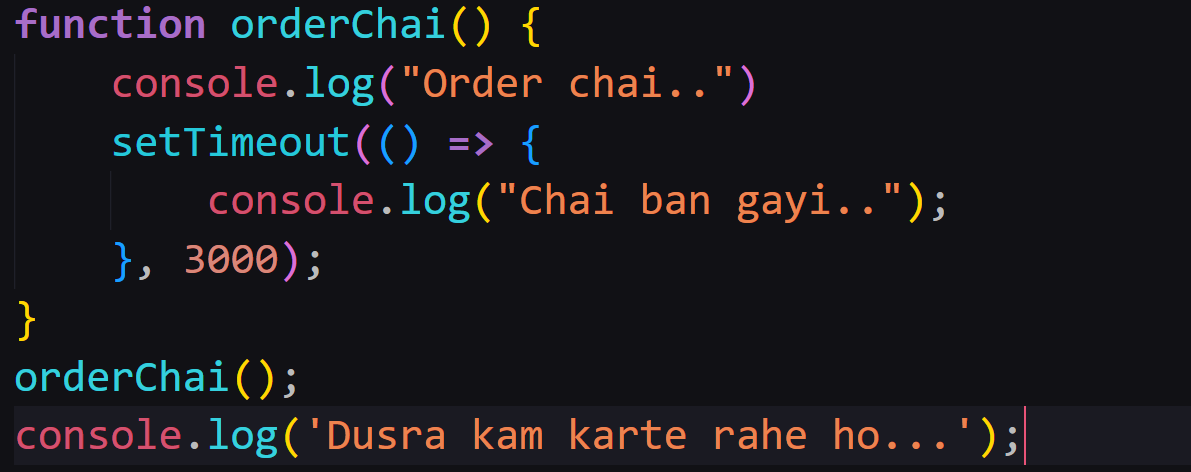 function orderChai() {
    console.log("Order chai..")
    setTimeout(() => {
        console.log("Chai ban gayi..");
    }, 3000);
}
orderChai();
console.log('Dusra kam karte rahe ho...');